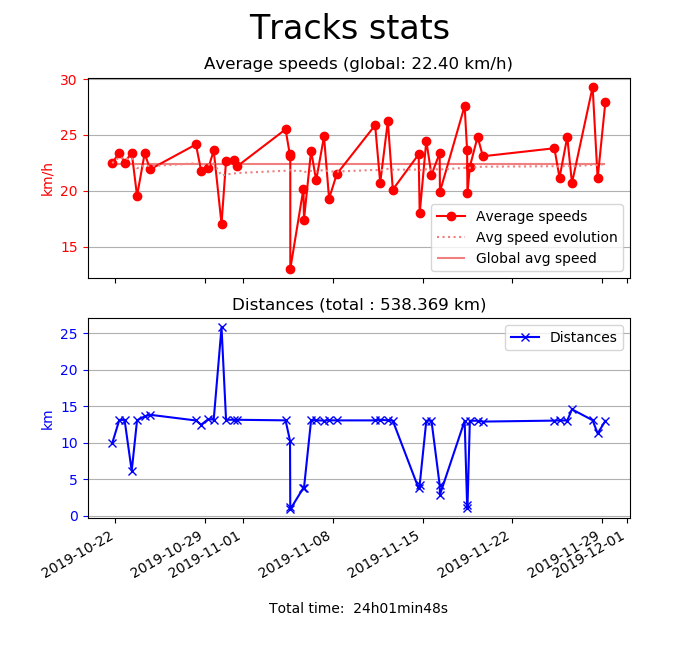 Tracks stats
Average speeds (global: 22.40 km/h)
30
25
20
15
km/h
Average speeds
Avg speed evolution
Global avg speed
Distances (total : 538.369 km)
25
20
15
10
5
0
km
Distances
2019-10-22
2019-10-29
2019-11-01
2019-11-08
2019-11-15
2019-11-22
2019-11-29
2019-12-01
Total time:  24h01min48s